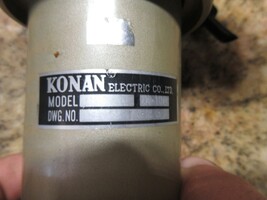 KONAN ELECTRIC CO., LTD.
MODEL
DWG.NO.